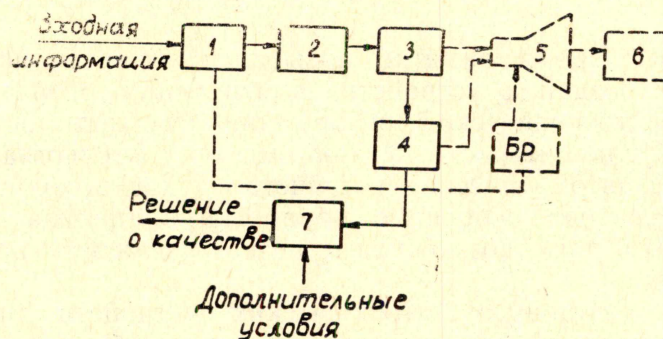 Входная
информация
1
2
3
5
6
4
Бр.
Решение
о качестве
7
Дополнительные
условия